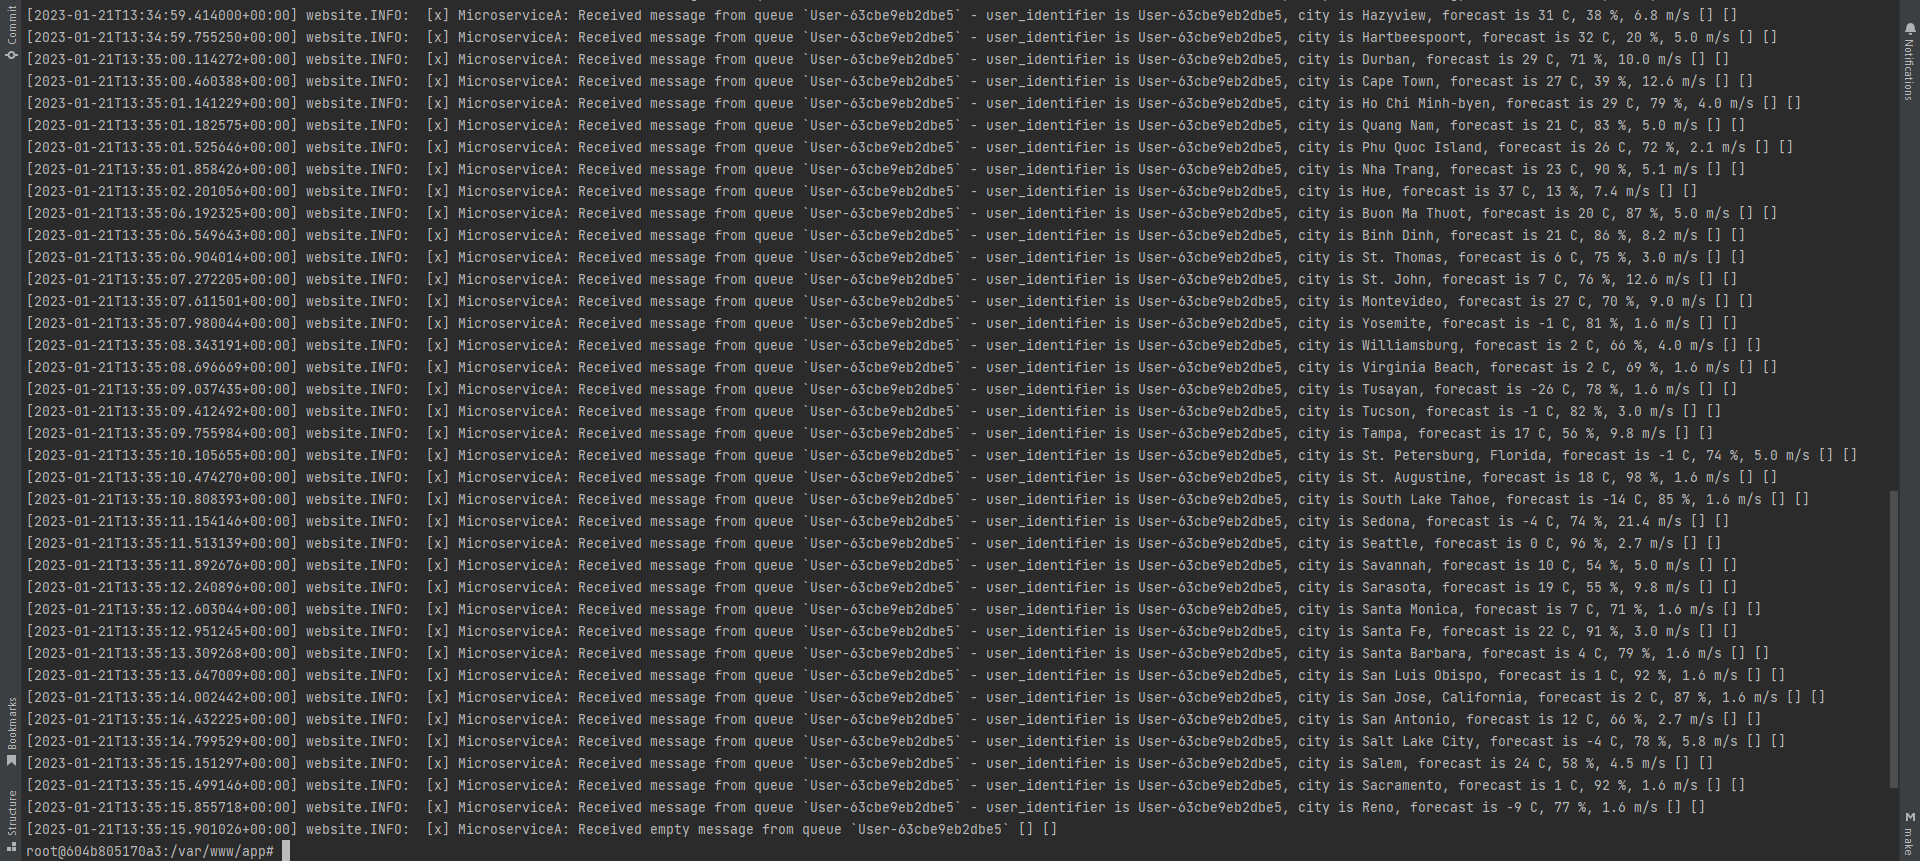 Commit
Notifications
[2023-01-21T13:34:59.414000+00:00] website.INFO:  [x] MicroserviceA: Received message from queue `User-63cbe9eb2dbe5` - user_identifier is User-63cbe9eb2dbe5, city is Hazyview, forecast is 31 C, 38 %, 6.8 m/s [] []
[2023-01-21T13:34:59.755250+00:00] website.INFO:  [x] MicroserviceA: Received message from queue `User-63cbe9eb2dbe5` - user_identifier is User-63cbe9eb2dbe5, city is Hartbeespoort, forecast is 32 C, 20 %, 5.0 m/s [] []
[2023-01-21T13:35:00.114272+00:00] website.INFO:  [x] MicroserviceA: Received message from queue `User-63cbe9eb2dbe5` - user_identifier is User-63cbe9eb2dbe5, city is Durban, forecast is 29 C, 71 %, 10.0 m/s [] []
[2023-01-21T13:35:00.460388+00:00] website.INFO:  [x] MicroserviceA: Received message from queue `User-63cbe9eb2dbe5` - user_identifier is User-63cbe9eb2dbe5, city is Cape Town, forecast is 27 C, 39 %, 12.6 m/s [] []
[2023-01-21T13:35:01.141229+00:00] website.INFO:  [x] MicroserviceA: Received message from queue `User-63cbe9eb2dbe5` - user_identifier is User-63cbe9eb2dbe5, city is Ho Chi Minh-byen, forecast is 29 C, 79 %, 4.0 m/s [] []
[2023-01-21T13:35:01.182575+00:00] website.INFO:  [x] MicroserviceA: Received message from queue `User-63cbe9eb2dbe5` - user_identifier is User-63cbe9eb2dbe5, city is Quang Nam, forecast is 21 C, 83 %, 5.0 m/s [] []
[2023-01-21T13:35:01.525646+00:00] website.INFO:  [x] MicroserviceA: Received message from queue `User-63cbe9eb2dbe5` - user_identifier is User-63cbe9eb2dbe5, city is Phu Quoc Island, forecast is 26 C, 72 %, 2.1 m/s [] []
[2023-01-21T13:35:01.858426+00:00] website.INFO:  [x] MicroserviceA: Received message from queue `User-63cbe9eb2dbe5` - user_identifier is User-63cbe9eb2dbe5, city is Nha Trang, forecast is 23 C, 90 %, 5.1 m/s [] []
[2023-01-21T13:35:02.201056+00:00] website.INFO:  [x] MicroserviceA: Received message from queue `User-63cbe9eb2dbe5` - user_identifier is User-63cbe9eb2dbe5, city is Hue, forecast is 37 C, 13 %, 7.4 m/s [] []
[2023-01-21T13:35:06.192325+00:00] website.INFO:  [x] MicroserviceA: Received message from queue `User-63cbe9eb2dbe5` - user_identifier is User-63cbe9eb2dbe5, city is Buon Ma Thuot, forecast is 20 C, 87 %, 5.0 m/s [] []
[2023-01-21T13:35:06.549643+00:00] website.INFO:  [x] MicroserviceA: Received message from queue `User-63cbe9eb2dbe5` - user_identifier is User-63cbe9eb2dbe5, city is Binh Dinh, forecast is 21 C, 86 %, 8.2 m/s [] []
[2023-01-21T13:35:06.904014+00:00] website.INFO:  [x] MicroserviceA: Received message from queue `User-63cbe9eb2dbe5` - user_identifier is User-63cbe9eb2dbe5, city is St. Thomas, forecast is 6 C, 75 %, 3.0 m/s [] []
[2023-01-21T13:35:07.272205+00:00] website.INFO:  [x] MicroserviceA: Received message from queue `User-63cbe9eb2dbe5` - user_identifier is User-63cbe9eb2dbe5, city is St. John, forecast is 7 C, 76 %, 12.6 m/s [] []
[2023-01-21T13:35:07.611501+00:00] website.INFO:  [x] MicroserviceA: Received message from queue `User-63cbe9eb2dbe5` - user_identifier is User-63cbe9eb2dbe5, city is Montevideo, forecast is 27 C, 70 %, 9.0 m/s [] []
[2023-01-21T13:35:07.980044+00:00] website.INFO:  [x] MicroserviceA: Received message from queue `User-63cbe9eb2dbe5` - user_identifier is User-63cbe9eb2dbe5, city is Yosemite, forecast is -1 C, 81 %, 1.6 m/s [] []
[2023-01-21T13:35:08.343191+00:00] website.INFO:  [x] MicroserviceA: Received message from queue `User-63cbe9eb2dbe5` - user_identifier is User-63cbe9eb2dbe5, city is Williamsburg, forecast is 2 C, 66 %, 4.0 m/s [] []
[2023-01-21T13:35:08.696669+00:00] website.INFO:  [x] MicroserviceA: Received message from queue `User-63cbe9eb2dbe5` - user_identifier is User-63cbe9eb2dbe5, city is Virginia Beach, forecast is 2 C, 69 %, 1.6 m/s [] []
[2023-01-21T13:35:09.037435+00:00] website.INFO:  [x] MicroserviceA: Received message from queue `User-63cbe9eb2dbe5` - user_identifier is User-63cbe9eb2dbe5, city is Tusayan, forecast is -26 C, 78 %, 1.6 m/s [] []
[2023-01-21T13:35:09.412492+00:00] website.INFO:  [x] MicroserviceA: Received message from queue `User-63cbe9eb2dbe5` - user_identifier is User-63cbe9eb2dbe5, city is Tucson, forecast is -1 C, 82 %, 3.0 m/s [] []
[2023-01-21T13:35:09.755984+00:00] website.INFO:  [x] MicroserviceA: Received message from queue `User-63cbe9eb2dbe5` - user_identifier is User-63cbe9eb2dbe5, city is Tampa, forecast is 17 C, 56 %, 9.8 m/s [] []
[2023-01-21T13:35:10.105655+00:00] website.INFO:  [x] MicroserviceA: Received message from queue `User-63cbe9eb2dbe5` - user_identifier is User-63cbe9eb2dbe5, city is St. Petersburg, Florida, forecast is -1 C, 74 %, 5.0 m/s [] []
[2023-01-21T13:35:10.474270+00:00] website.INFO:  [x] MicroserviceA: Received message from queue `User-63cbe9eb2dbe5` - user_identifier is User-63cbe9eb2dbe5, city is St. Augustine, forecast is 18 C, 98 %, 1.6 m/s [] []
[2023-01-21T13:35:10.808393+00:00] website.INFO:  [x] MicroserviceA: Received message from queue `User-63cbe9eb2dbe5` - user_identifier is User-63cbe9eb2dbe5, city is South Lake Tahoe, forecast is -14 C, 85 %, 1.6 m/s [] []
[2023-01-21T13:35:11.154146+00:00] website.INFO:  [x] MicroserviceA: Received message from queue `User-63cbe9eb2dbe5` - user_identifier is User-63cbe9eb2dbe5, city is Sedona, forecast is -4 C, 74 %, 21.4 m/s [] []
[2023-01-21T13:35:11.513139+00:00] website.INFO:  [x] MicroserviceA: Received message from queue `User-63cbe9eb2dbe5` - user_identifier is User-63cbe9eb2dbe5, city is Seattle, forecast is 0 C, 96 %, 2.7 m/s [] []
[2023-01-21T13:35:11.892676+00:00] website.INFO:  [x] MicroserviceA: Received message from queue `User-63cbe9eb2dbe5` - user_identifier is User-63cbe9eb2dbe5, city is Savannah, forecast is 10 C, 54 %, 5.0 m/s [] []
[2023-01-21T13:35:12.240896+00:00] website.INFO:  [x] MicroserviceA: Received message from queue `User-63cbe9eb2dbe5` - user_identifier is User-63cbe9eb2dbe5, city is Sarasota, forecast is 19 C, 55 %, 9.8 m/s [] []
[2023-01-21T13:35:12.603044+00:00] website.INFO:  [x] MicroserviceA: Received message from queue `User-63cbe9eb2dbe5` - user_identifier is User-63cbe9eb2dbe5, city is Santa Monica, forecast is 7 C, 71 %, 1.6 m/s [] []
[2023-01-21T13:35:12.951245+00:00] website.INFO:  [x] MicroserviceA: Received message from queue `User-63cbe9eb2dbe5` - user_identifier is User-63cbe9eb2dbe5, city is Santa Fe, forecast is 22 C, 91 %, 3.0 m/s [] []
[2023-01-21T13:35:13.309268+00:00] website.INFO:  [x] MicroserviceA: Received message from queue `User-63cbe9eb2dbe5` - user_identifier is User-63cbe9eb2dbe5, city is Santa Barbara, forecast is 4 C, 79 %, 1.6 m/s [] []
[2023-01-21T13:35:13.647009+00:00] website.INFO:  [x] MicroserviceA: Received message from queue `User-63cbe9eb2dbe5` - user_identifier is User-63cbe9eb2dbe5, city is San Luis Obispo, forecast is 1 C, 92 %, 1.6 m/s [] []
[2023-01-21T13:35:14.002442+00:00] website.INFO:  [x] MicroserviceA: Received message from queue `User-63cbe9eb2dbe5` - user_identifier is User-63cbe9eb2dbe5, city is San Jose, California, forecast is 2 C, 87 %, 1.6 m/s [] []
[2023-01-21T13:35:14.432225+00:00] website.INFO:  [x] MicroserviceA: Received message from queue `User-63cbe9eb2dbe5` - user_identifier is User-63cbe9eb2dbe5, city is San Antonio, forecast is 12 C, 66 %, 2.7 m/s [] []
[2023-01-21T13:35:14.799529+00:00] website.INFO:  [x] MicroserviceA: Received message from queue `User-63cbe9eb2dbe5` - user_identifier is User-63cbe9eb2dbe5, city is Salt Lake City, forecast is -4 C, 78 %, 5.8 m/s [] []
[2023-01-21T13:35:15.151297+00:00] website.INFO:  [x] MicroserviceA: Received message from queue `User-63cbe9eb2dbe5` - user_identifier is User-63cbe9eb2dbe5, city is Salem, forecast is 24 C, 58 %, 4.5 m/s [] []
[2023-01-21T13:35:15.499146+00:00] website.INFO:  [x] MicroserviceA: Received message from queue `User-63cbe9eb2dbe5` - user_identifier is User-63cbe9eb2dbe5, city is Sacramento, forecast is 1 C, 92 %, 1.6 m/s [] []
[2023-01-21T13:35:15.855718+00:00] website.INFO:  [x] MicroserviceA: Received message from queue `User-63cbe9eb2dbe5` - user_identifier is User-63cbe9eb2dbe5, city is Reno, forecast is -9 C, 77 %, 1.6 m/s [] []
[2023-01-21T13:35:15.901026+00:00] website.INFO:  [x] MicroserviceA: Received empty message from queue `User-63cbe9eb2dbe5` [] []
root@604b805170a3:/var/www/app#
Bookmarks
Structure
M make